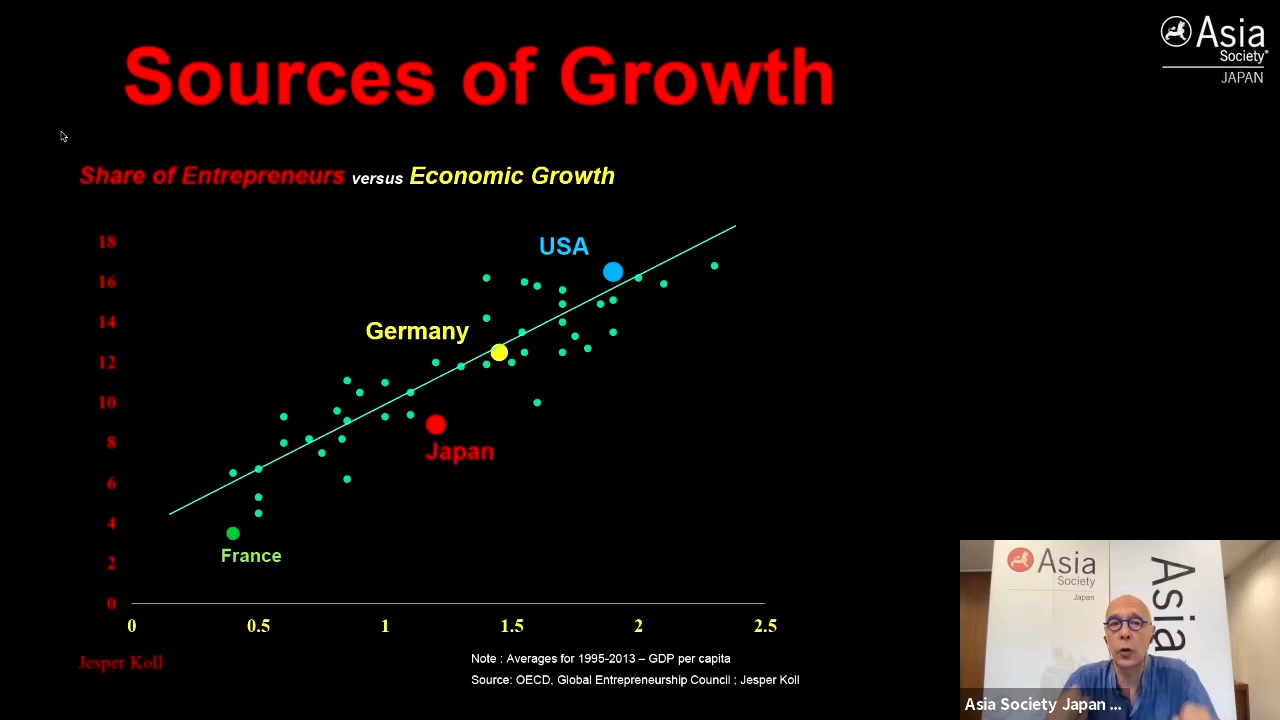 Sources of Growth
Asia
Society
JAPAN
Share of Entrepreneurs versus Economic Growth
18
16
14
12
10
8
6
4
2
0
USA
Germany
Japan
France
0 0.5 1 1.5 2 2.5
Jesper Koll
Note : Averages for 1995-2013 – GDP per capita
Source: OECD, Global Entrepreneurship Council ; Jesper Koll
Asia
Society
Japan
Asia
Asia Society Japan ...